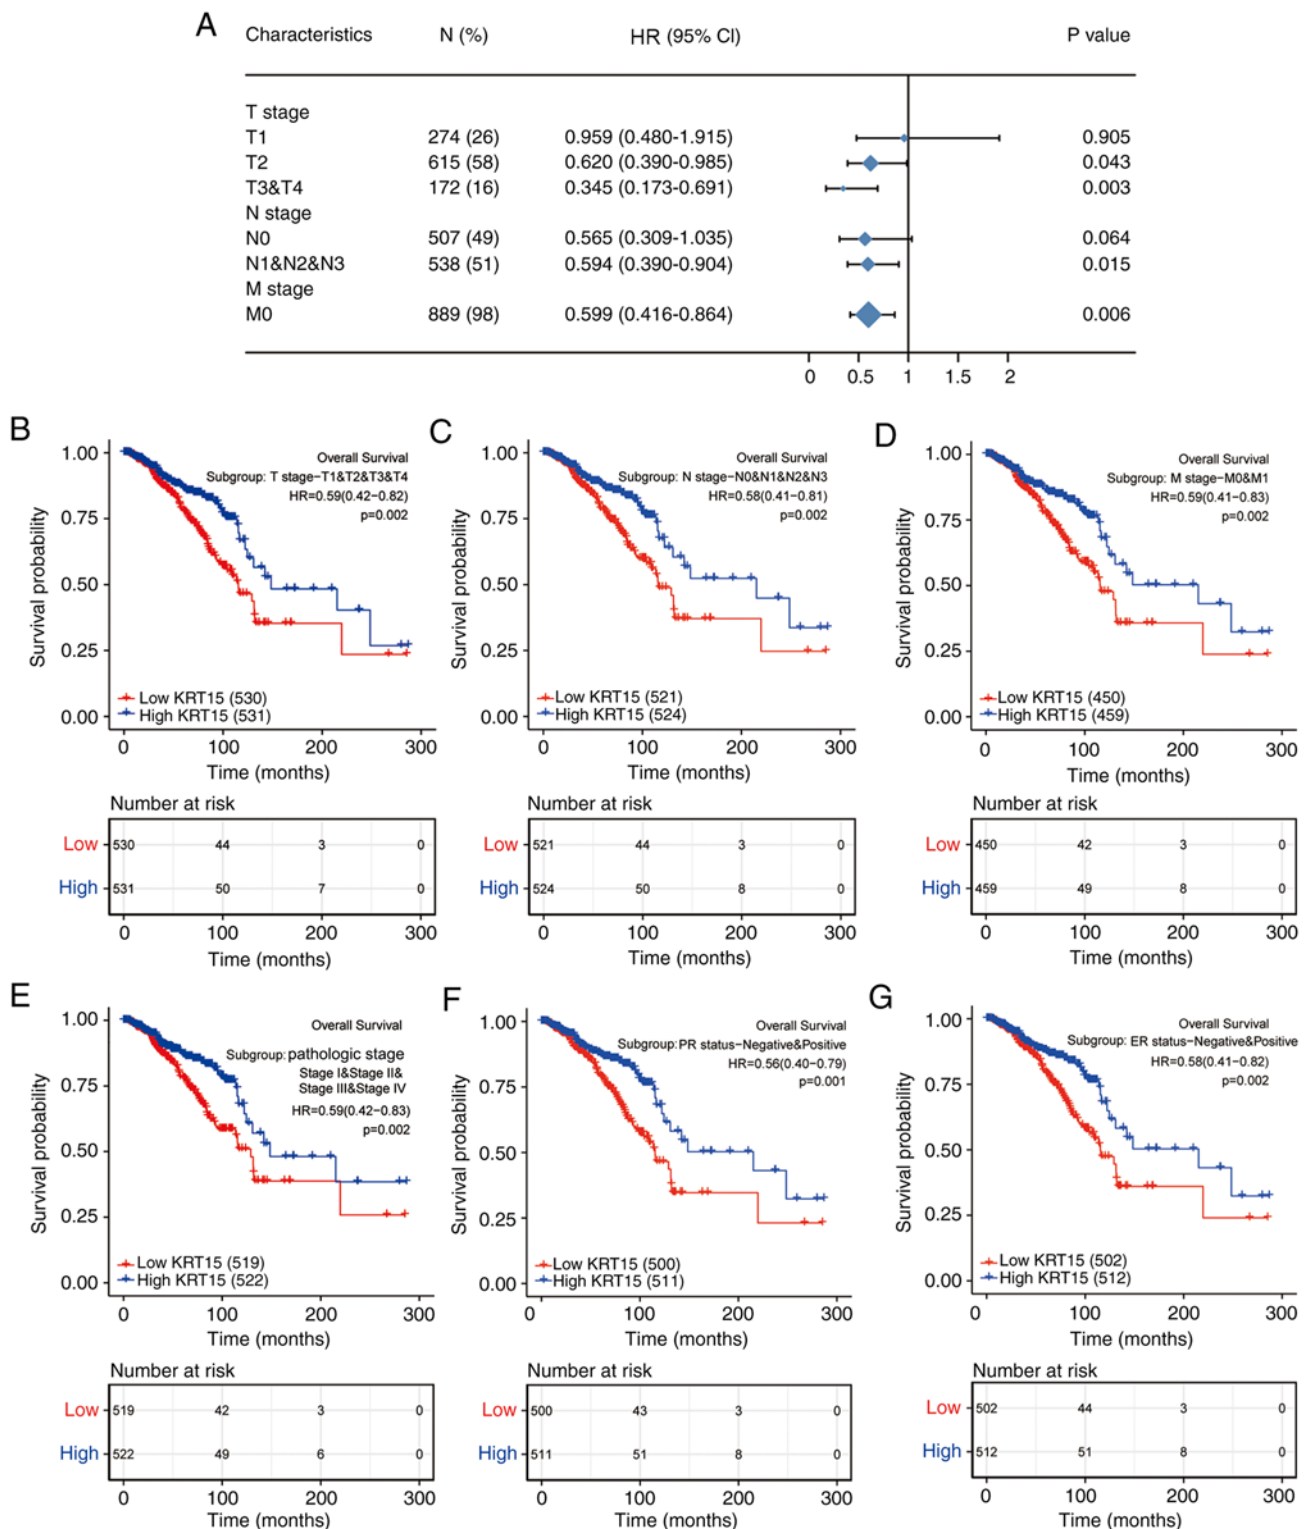 A
Characteristics N (%) HR (95% CI) P value
T stage
T1 274 (26) 0.959 (0.480-1.915) 0.905
T2 615 (58) 0.620 (0.390-0.985) 0.043
T3&T4 172 (16) 0.345 (0.173-0.691) 0.003
N stage
N0 507 (49) 0.565 (0.309-1.035) 0.064
N1&N2&N3 538 (51) 0.594 (0.390-0.904) 0.015
M stage
M0 889 (98) 0.599 (0.416-0.864) 0.006
0 0.5 1 1.5 2
B
Overall Survival
Subgroup: T stage-T1&T2&T3&T4
HR=0.59(0.42-0.82)
p=0.002
Survival probability
1.00
0.75
0.50
0.25
0.00
Low KRT15 (530)
High KRT15 (531)
0 100 200 300
Time (months)
Number at risk
Low 530 44 3 0
High 531 50 7 0
0 100 200 300
Time (months)
C
Overall Survival
Subgroup: N stage-N0&N1&N2&N3
HR=0.58(0.41-0.81)
p=0.002
Survival probability
1.00
0.75
0.50
0.25
0.00
Low KRT15 (521)
High KRT15 (524)
0 100 200 300
Time (months)
Number at risk
Low 521 44 3 0
High 524 50 8 0
0 100 200 300
Time (months)
D
Overall Survival
Subgroup: M stage-M0&M1
HR=0.59(0.41-0.83)
p=0.002
Survival probability
1.00
0.75
0.50
0.25
0.00
Low KRT15 (450)
High KRT15 (459)
0 100 200 300
Time (months)
Number at risk
Low 450 42 3 0
High 459 49 8 0
0 100 200 300
Time (months)
E
Overall Survival
Subgroup: pathologic stage
Stage I&Stage II&
Stage III&Stage IV
HR=0.59(0.42-0.83)
p=0.002
Survival probability
1.00
0.75
0.50
0.25
0.00
Low KRT15 (519)
High KRT15 (522)
0 100 200 300
Time (months)
Number at risk
Low 519 42 3 0
High 522 49 6 0
0 100 200 300
Time (months)
F
Overall Survival
Subgroup: PR status-Negative&Positive
HR=0.56(0.40-0.79)
p=0.001
Survival probability
1.00
0.75
0.50
0.25
0.00
Low KRT15 (500)
High KRT15 (511)
0 100 200 300
Time (months)
Number at risk
Low 500 43 3 0
High 511 51 8 0
0 100 200 300
Time (months)
G
Overall Survival
Subgroup: ER status-Negative&Positive
HR=0.58(0.41-0.82)
p=0.002
Survival probability
1.00
0.75
0.50
0.25
0.00
Low KRT15 (502)
High KRT15 (512)
0 100 200 300
Time (months)
Number at risk
Low 502 44 3 0
High 512 51 8 0
0 100 200 300
Time (months)